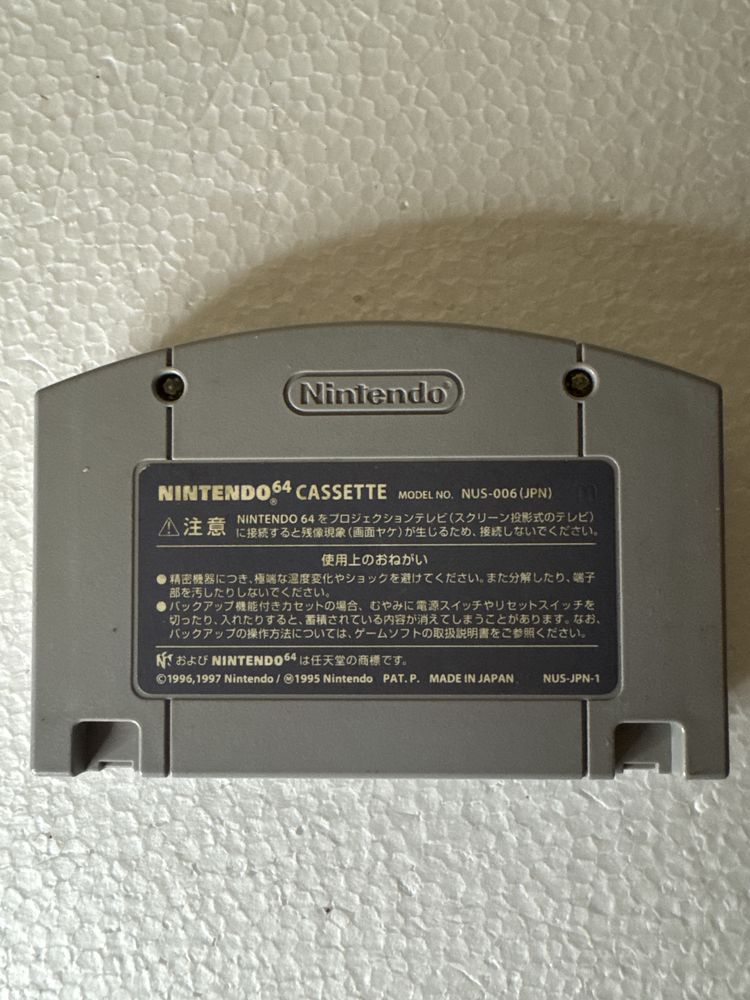 Nintendo®
NINTENDO®64 CASSETTE MODEL NO. NUS-006 (JPN)
⚠注意 NINTENDO 64をプロジェクションテレビ(スクリーン投影式のテレビ)
に接続すると残像現象(画面ヤケ)が生じるため、接続しないでください。
使用上のおねがい
●精密機器につき、極端な温度変化やショックを避けてください。また分解したり、端子
部を汚したりしないでください。
●バックアップ機能付きカセットの場合、むやみに電源スイッチやリセットスイッチを
切ったり、入れたりすると、蓄積されている内容が消えてしまうことがあります。なお、
バックアップの操作方法については、ゲームソフトの取扱説明書をご参照ください。
および NINTENDO64 は任天堂の商標です。
©1996,1997 Nintendo / Ⓜ1995 Nintendo PAT. P. MADE IN JAPAN NUS-JPN-1